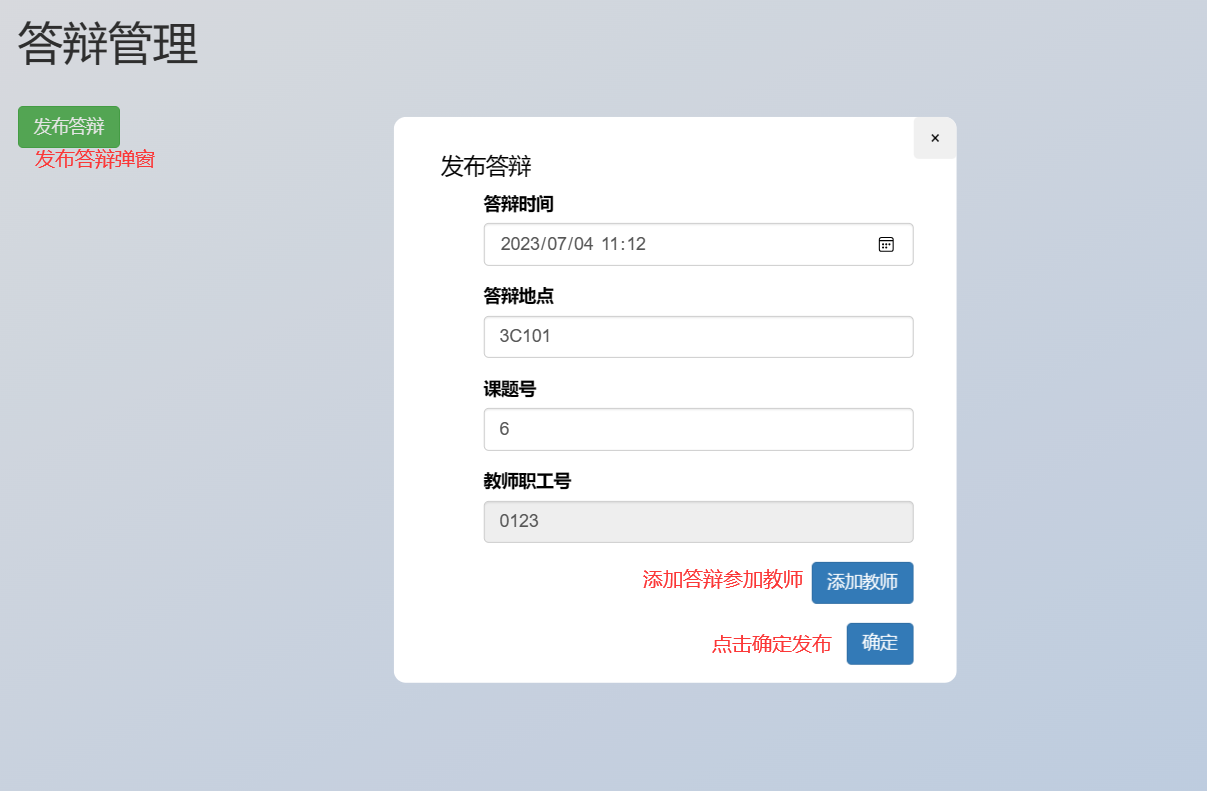 答辩管理
发布答辩
发布答辩弹窗
×
发布答辩
答辩时间
2023/07/04 11:12
答辩地点
3C101
课题号
6
教师职工号
0123
添加答辩参加教师 添加教师
点击确定发布 确定